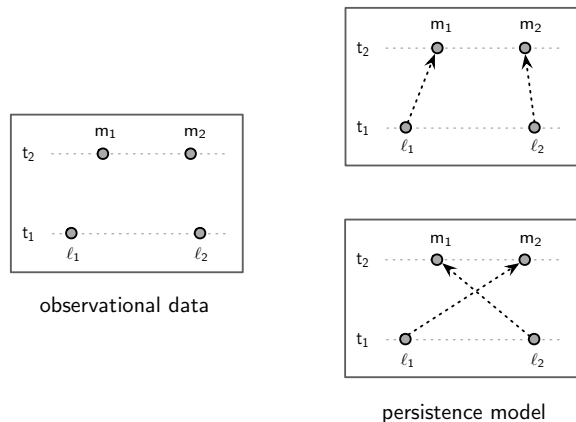 m₁ m₂
t₂
t₁
ℓ₁ ℓ₂
observational data
m₁ m₂
t₂
t₁
ℓ₁ ℓ₂
m₁ m₂
t₂
t₁
ℓ₁ ℓ₂
persistence model